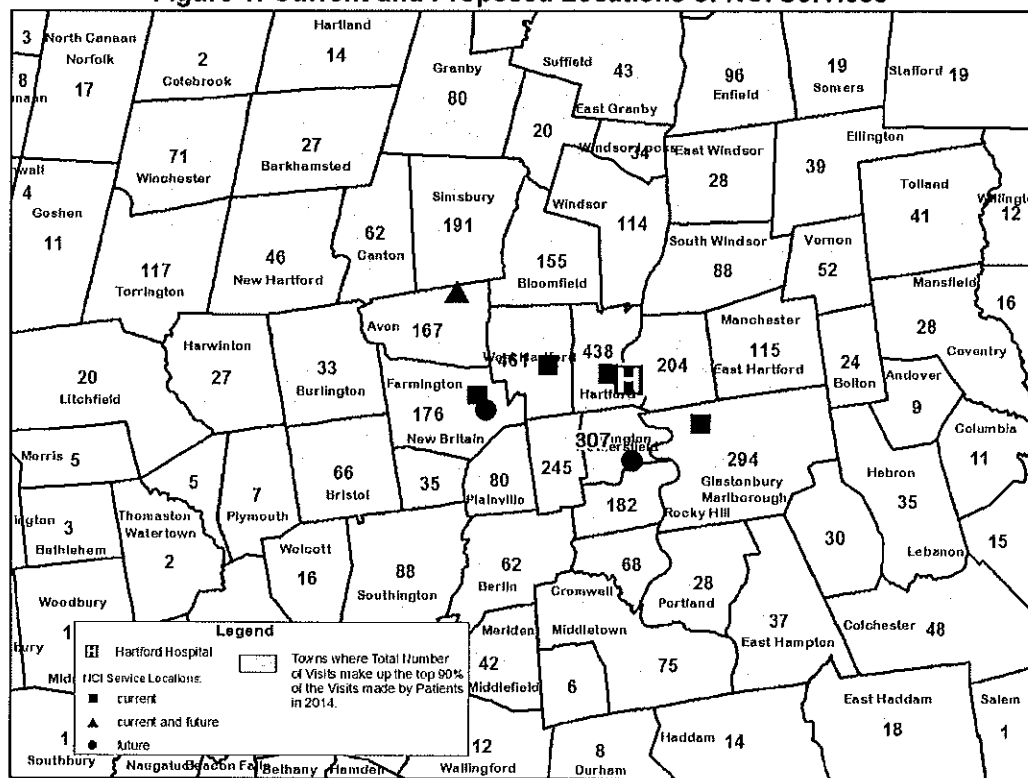 3
North Canaan
Norfolk
17
8
2
Colebrook
Hartland
14
Granby
80
Suffield
43
East Granby
96
Enfield
19
Somers
Stafford 19
71
Winchester
27
Barkhamsted
20
Windsor Locks
34
East Windsor
28
Ellington
39
Tolland
41
12
4
Goshen
11
117
Torrington
46
New Hartford
62
Canton
Simsbury
191
Windsor
114
155
Bloomfield
South Windsor
88
Vernon
52
Mansfield
16
28
Coventry
20
Litchfield
Harwinton
27
33
Burlington
Avon
167
West Hartford
461
438
Hartford
H
204
Manchester
115
East Hartford
24
Bolton
Andover
9
Farmington
176
New Britain
Columbia
11
Morris 5
5
7
Plymouth
66
Bristol
35
80
Plainville
245
307
182
294
Glastonbury
Marlborough
Rocky Hill
Hebron
35
30
Lebanon
15
3
Bethlehem
Thomaston
Watertown
2
Wolcott
16
88
Southington
62
Berlin
68
Cromwell
28
Portland
37
East Hampton
Colchester
48
Woodbury
1
Meriden
42
Middlefield
Middletown
75
6
East Haddam
18
Salem
1
Haddam
14
8
Durham
12
Wallingford
1
Southbury
Naugatuck
Beacon Falls
Bethany
Hamden
Legend
H Hartford Hospital
NCI Service Locations:
current
current and future
future
Towns where Total Number
of Visits make up the top 90%
of the Visits made by Patients
in 2014.